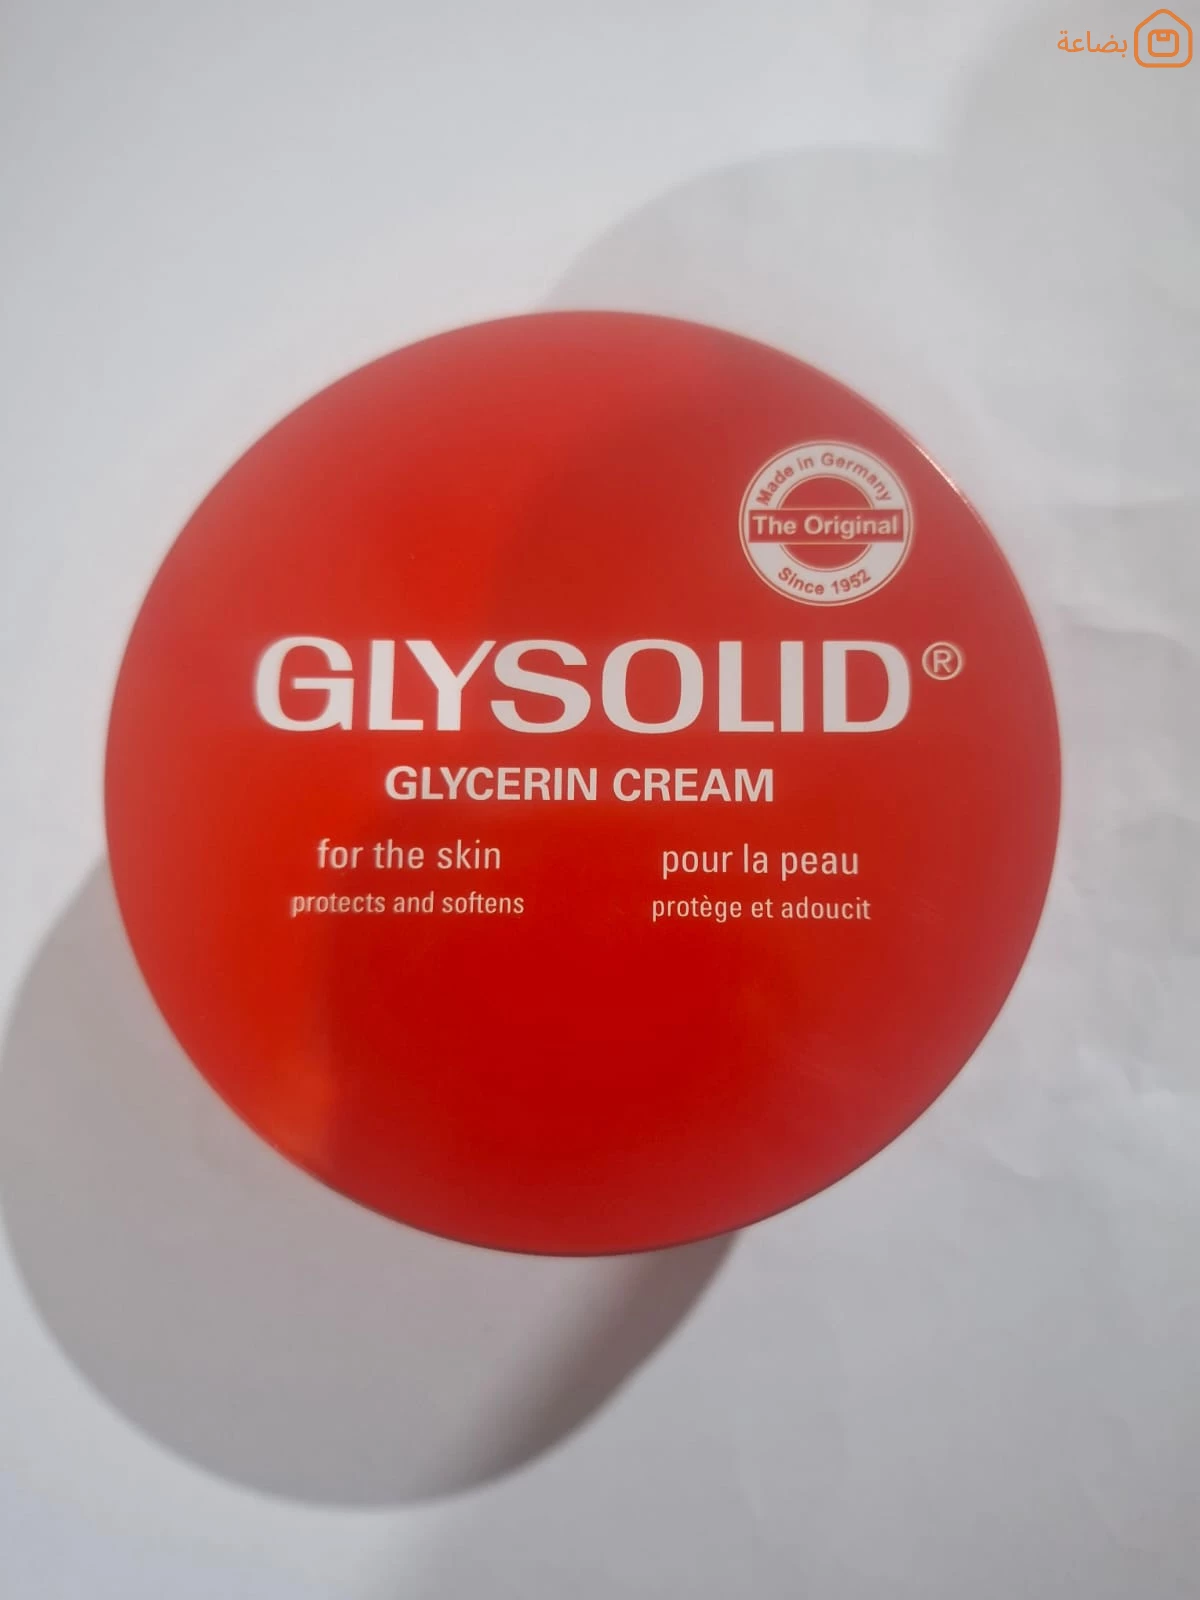 بضاعة
Made in Germany
The Original
Since 1952
GLYSOLID®
GLYCERIN CREAM
for the skin
protects and softens
pour la peau
protège et adoucit